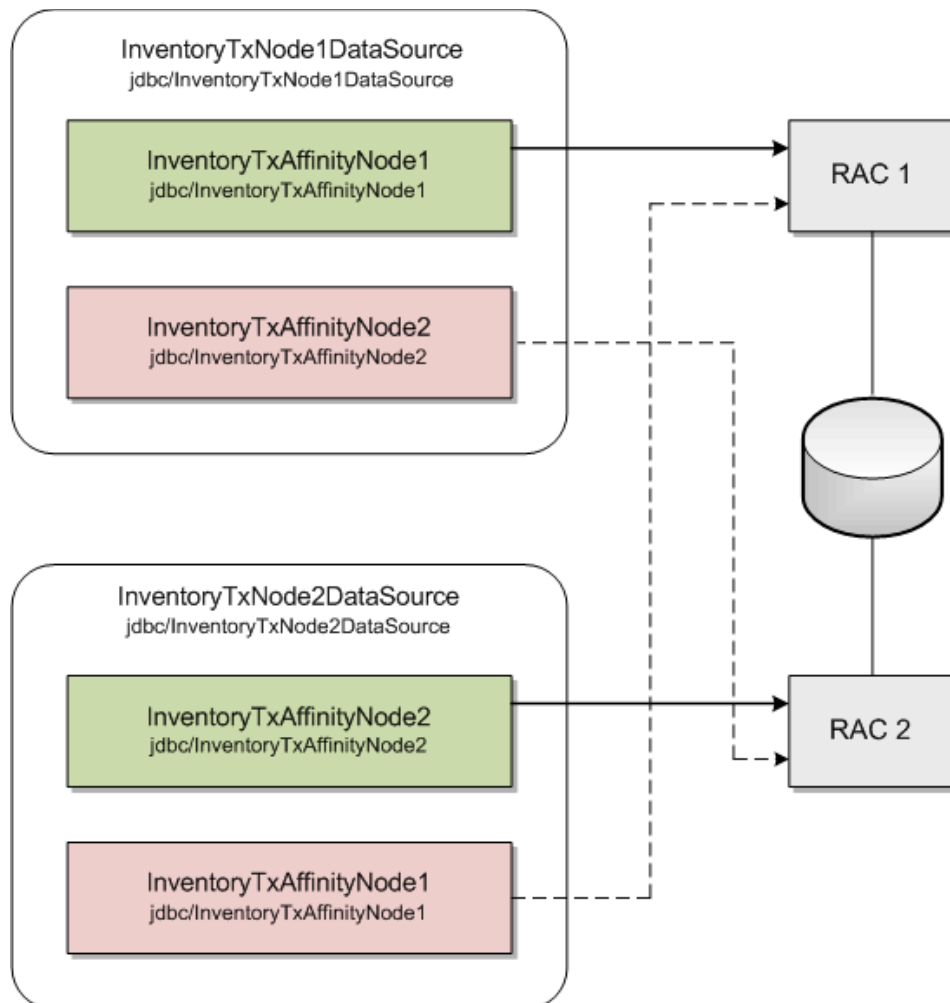 InventoryTxNode1DataSource
jdbc/InventoryTxNode1DataSource
InventoryTxAffinityNode1
jdbc/InventoryTxAffinityNode1
RAC 1
InventoryTxAffinityNode2
jdbc/InventoryTxAffinityNode2
InventoryTxNode2DataSource
jdbc/InventoryTxNode2DataSource
InventoryTxAffinityNode2
jdbc/InventoryTxAffinityNode2
RAC 2
InventoryTxAffinityNode1
jdbc/InventoryTxAffinityNode1